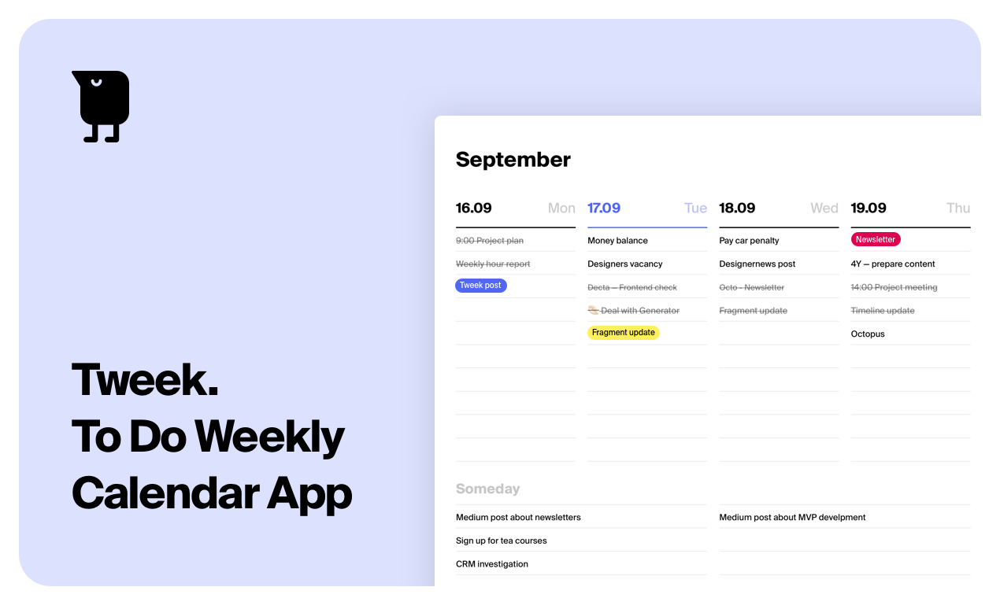 Tweek.
To Do Weekly
Calendar App
September
16.09 Mon
9:00 Project plan
Weekly hour report
Tweek post
17.09 Tue
Money balance
Designers vacancy
Decta – Frontend check
Deal with Generator
Fragment update
18.09 Wed
Pay car penalty
Designernews post
Octo - Newsletter
Fragment update
19.09 Thu
Newsletter
4Y – prepare content
14:00 Project meeting
Timeline update
Octopus
Someday
Medium post about newsletters
Sign up for tea courses
CRM investigation
Medium post about MVP develpment